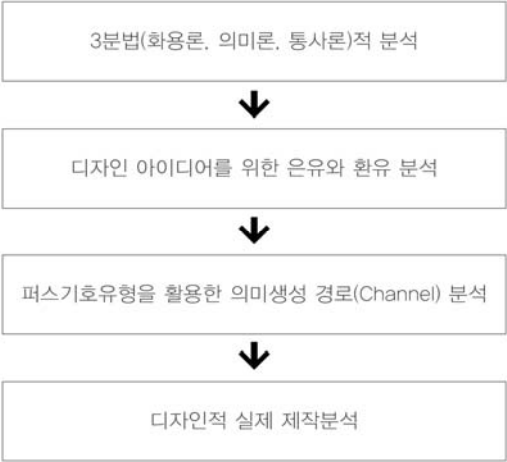 3분법(화용론, 의미론, 통사론)적 분석
디자인 아이디어를 위한 은유와 환유 분석
퍼스기호유형을 활용한 의미생성 경로(Channel) 분석
디자인적 실제 제작분석